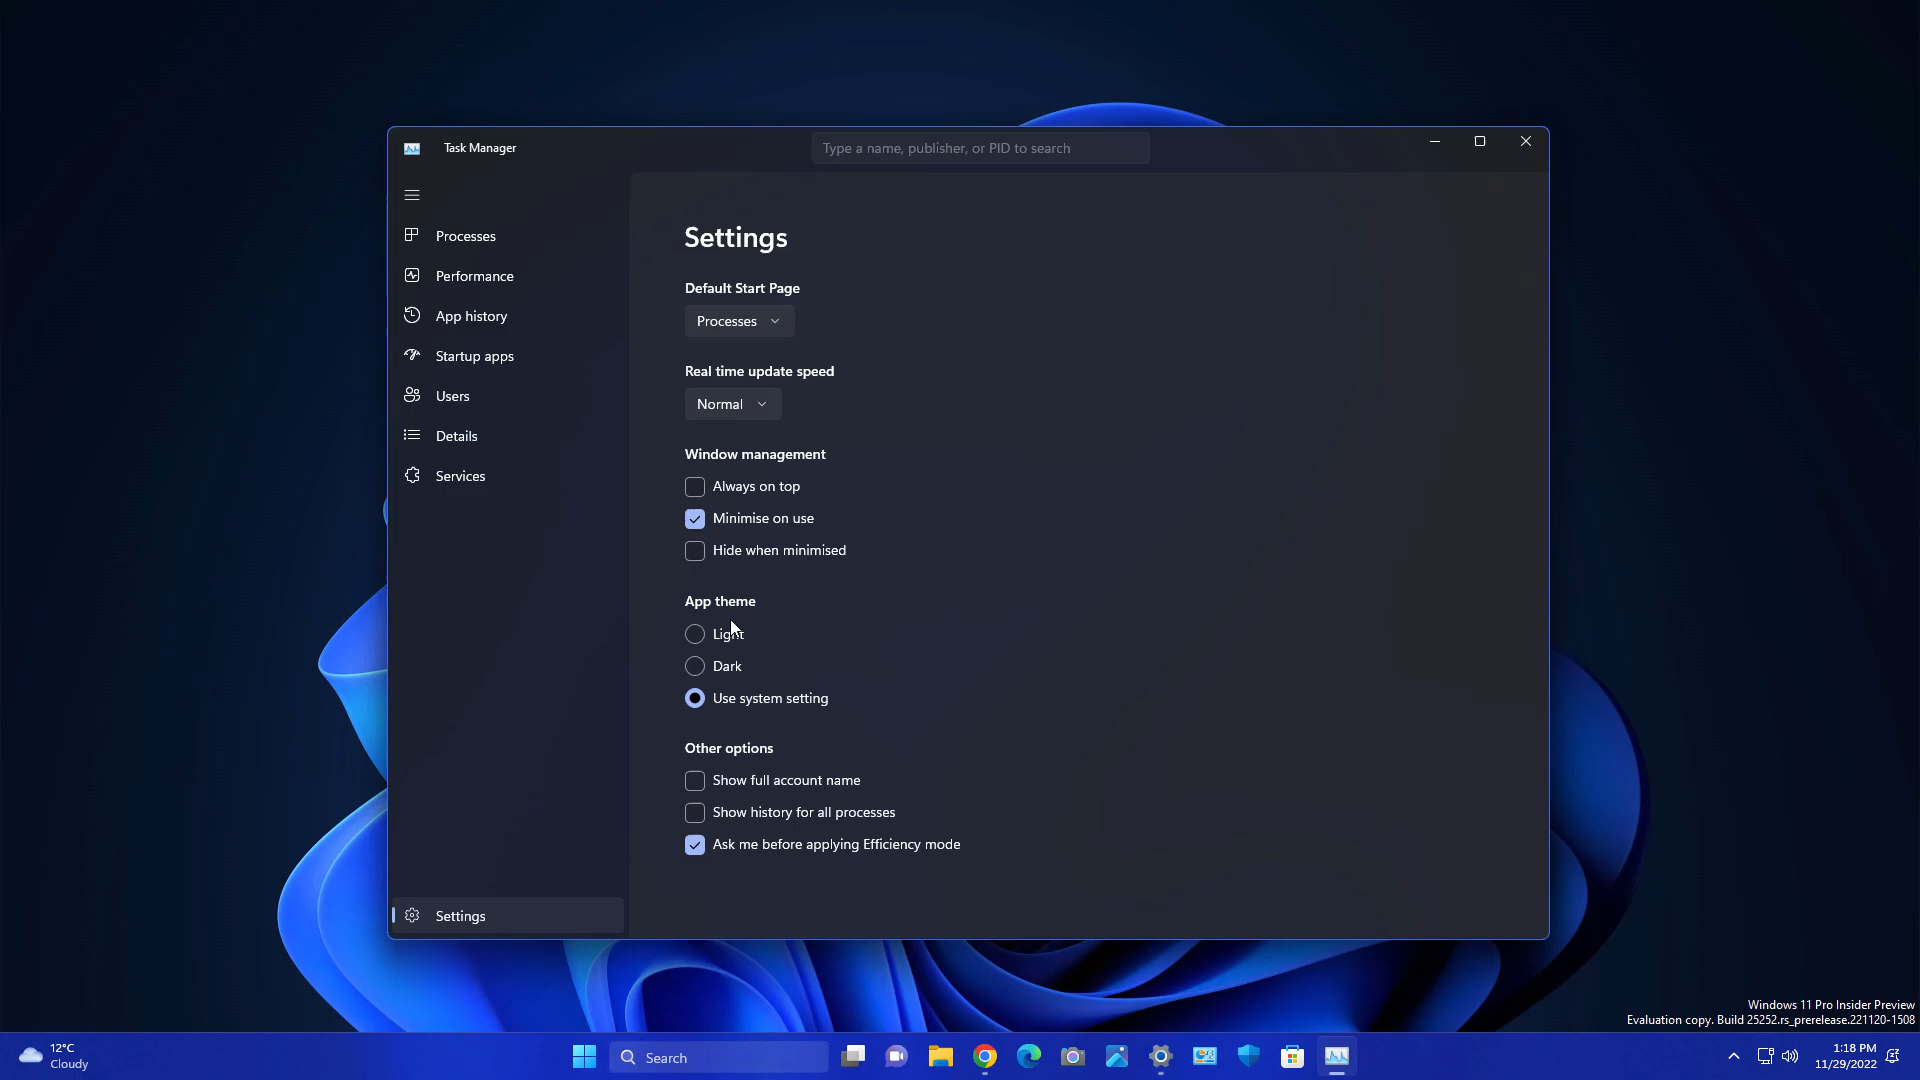 Task Manager
Type a name, publisher, or PID to search
Processes
Performance
App history
Startup apps
Users
Details
Services
Settings
Settings
Default Start Page
Processes
Real time update speed
Normal
Window management
Always on top
Minimise on use
Hide when minimised
App theme
Light
Dark
Use system setting
Other options
Show full account name
Show history for all processes
Ask me before applying Efficiency mode
Windows 11 Pro Insider Preview
Evaluation copy. Build 25252.rs_prerelease.221120-1508
12°C
Cloudy
Search
1:18 PM
11/29/2022